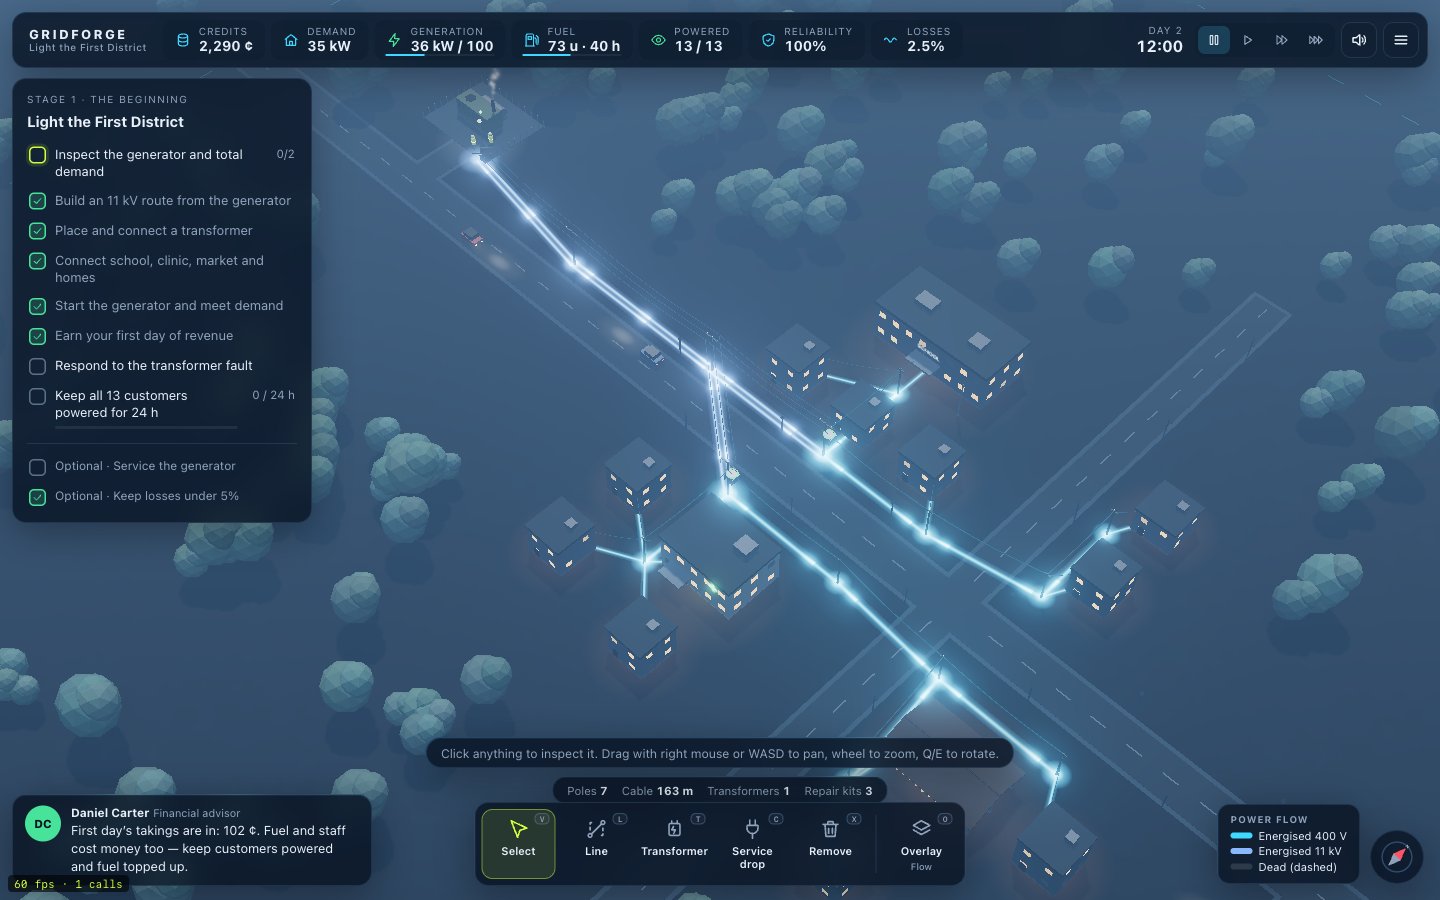 GRIDFORGE
Light the First District
CREDITS
2,290 ¢
DEMAND
35 kW
GENERATION
36 kW / 100
FUEL
73 u · 40 h
POWERED
13 / 13
RELIABILITY
100%
LOSSES
2.5%
DAY 2
12:00
STAGE 1 · THE BEGINNING
Light the First District
Inspect the generator and total 0/2
demand
Build an 11 kV route from the generator
Place and connect a transformer
Connect school, clinic, market and
homes
Start the generator and meet demand
Earn your first day of revenue
Respond to the transformer fault
Keep all 13 customers 0 / 24 h
powered for 24 h
Optional · Service the generator
Optional · Keep losses under 5%
Click anything to inspect it. Drag with right mouse or WASD to pan, wheel to zoom, Q/E to rotate.
Poles 7 Cable 163 m Transformers 1 Repair kits 3
V
Select
L
Line
T
Transformer
C
Service
drop
X
Remove
O
Overlay
Flow
DC
Daniel Carter Financial advisor
First day's takings are in: 102 ¢. Fuel and staff
cost money too — keep customers powered
and fuel topped up.
60 fps · 1 calls
POWER FLOW
Energised 400 V
Energised 11 kV
Dead (dashed)